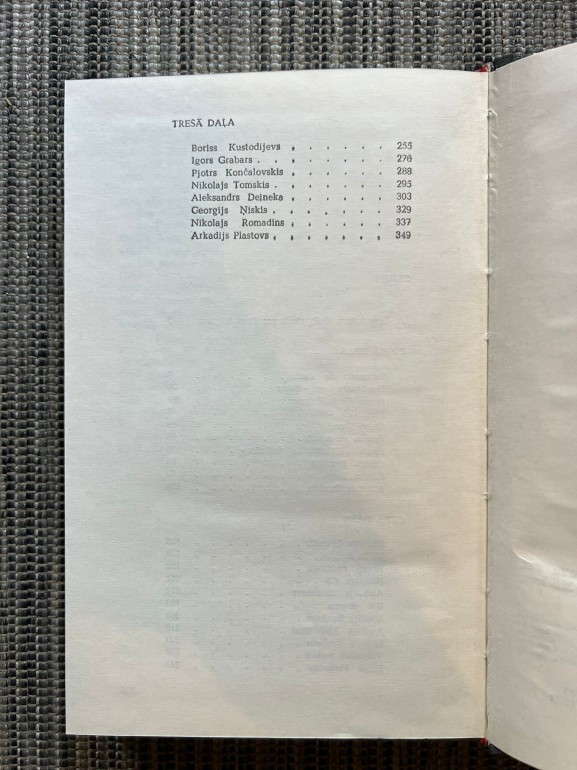 TREŠĀ DAĻA
Boriss Kustodijevs . . . . . . 255
Igors Grabars . . . . . . . 276
Pjotrs Končalovskis . . . . . . 288
Nikolajs Tomskis . . . . . . 295
Aleksandrs Deineka . . . . . . 303
Georgijs Ņiskis . . . . . . . 329
Nikolajs Romadins . . . . . . 337
Arkadijs Plastovs . . . . . . . 349